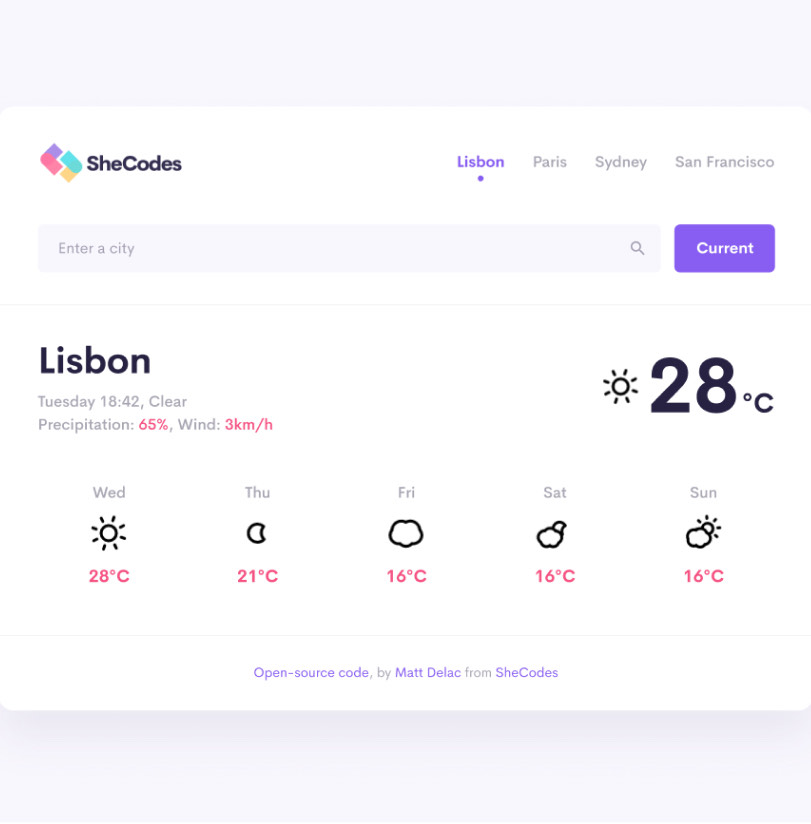 SheCodes
Lisbon Paris Sydney San Francisco
Enter a city
Current
Lisbon
Tuesday 18:42, Clear
Precipitation: 65%, Wind: 3km/h
28 °C
Wed Thu Fri Sat Sun
28°C 21°C 16°C 16°C 16°C
Open-source code, by Matt Delac from SheCodes